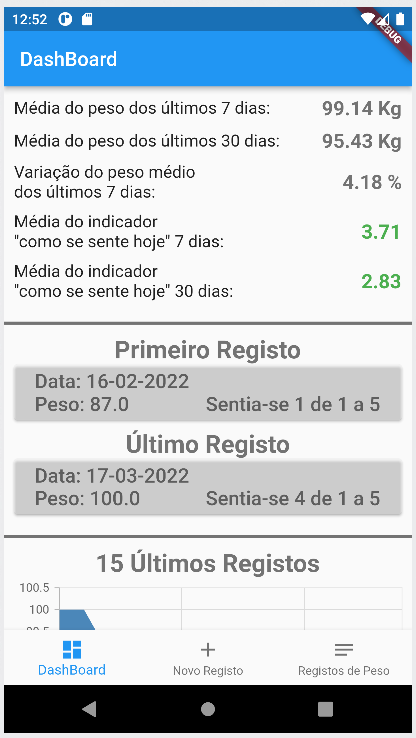 12:52
DEBUG
DashBoard
Média do peso dos últimos 7 dias: 99.14 Kg
Média do peso dos últimos 30 dias: 95.43 Kg
Variação do peso médio
dos últimos 7 dias: 4.18 %
Média do indicador
"como se sente hoje" 7 dias: 3.71
Média do indicador
"como se sente hoje" 30 dias: 2.83
Primeiro Registo
Data: 16-02-2022
Peso: 87.0 Sentia-se 1 de 1 a 5
Último Registo
Data: 17-03-2022
Peso: 100.0 Sentia-se 4 de 1 a 5
15 Últimos Registos
100.5
100
DashBoard Novo Registo Registos de Peso